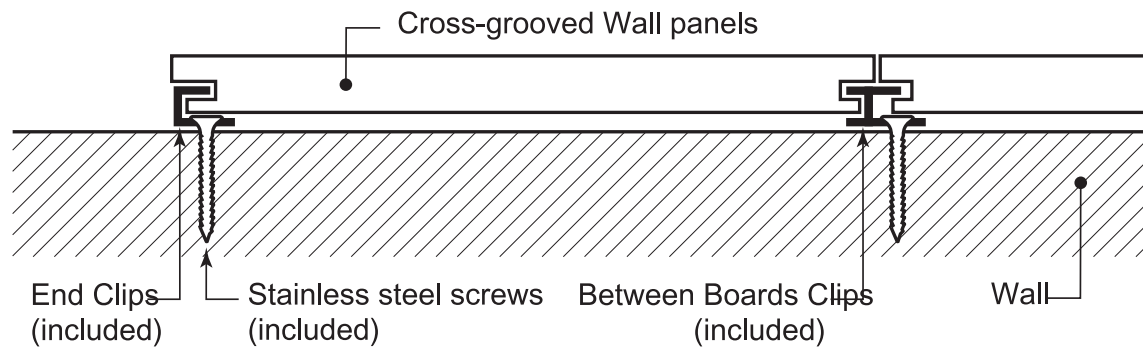 Cross-grooved Wall panels
End Clips
(included)
Stainless steel screws
(included)
Between Boards Clips
(included)
Wall